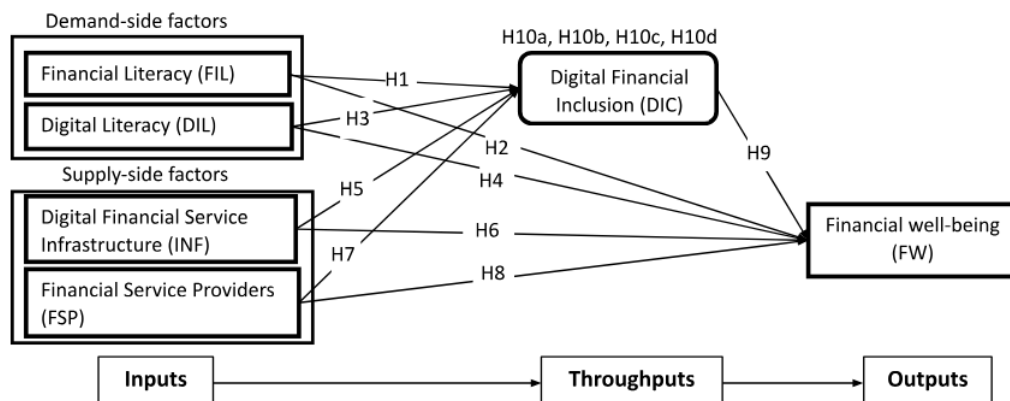 Demand-side factors
H10a, H10b, H10c, H10d
Financial Literacy (FIL)
H1
Digital Financial
Inclusion (DIC)
Digital Literacy (DIL)
H3
H2
H9
H4
Supply-side factors
H5
Digital Financial Service
Infrastructure (INF)
H6
Financial well-being
(FW)
H7
H8
Financial Service Providers
(FSP)
Inputs
Throughputs
Outputs